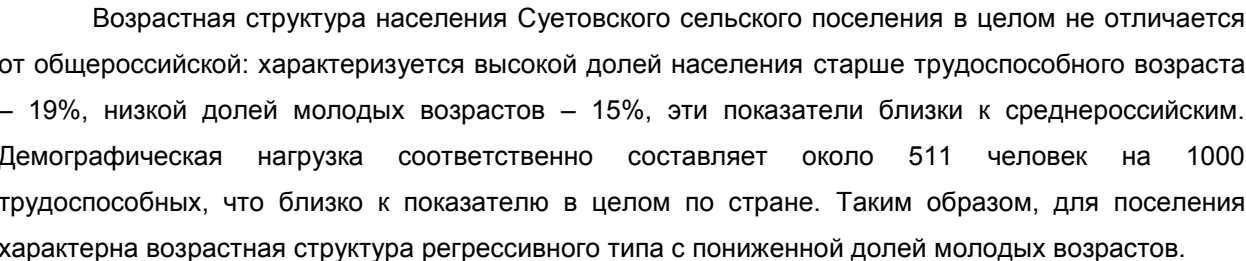 Возрастная структура населения Суетовского сельского поселения в целом не отличается
от общероссийской: характеризуется высокой долей населения старше трудоспособного возраста
– 19%, низкой долей молодых возрастов – 15%, эти показатели близки к среднероссийским.
Демографическая нагрузка соответственно составляет около 511 человек на 1000
трудоспособных, что близко к показателю в целом по стране. Таким образом, для поселения
характерна возрастная структура регрессивного типа с пониженной долей молодых возрастов.